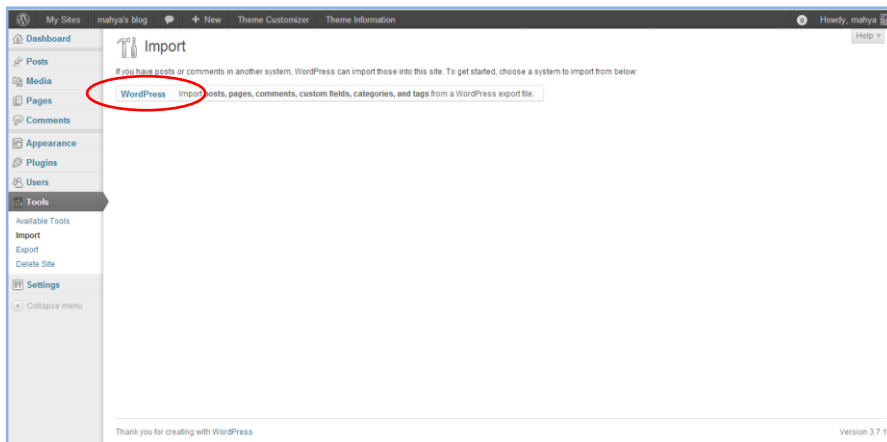 My Sites mahya's blog + New Theme Customizer Theme Information 0 Howdy, mahya
Help
Dashboard
Posts
Media
Pages
Comments
Appearance
Plugins
Users
Tools
Available Tools
Import
Export
Delete Site
Settings
Collapse menu
Import
If you have posts or comments in another system, WordPress can import those into this site. To get started, choose a system to import from below:
WordPress Import posts, pages, comments, custom fields, categories, and tags from a WordPress export file.
Thank you for creating with WordPress. Version 3.7.1